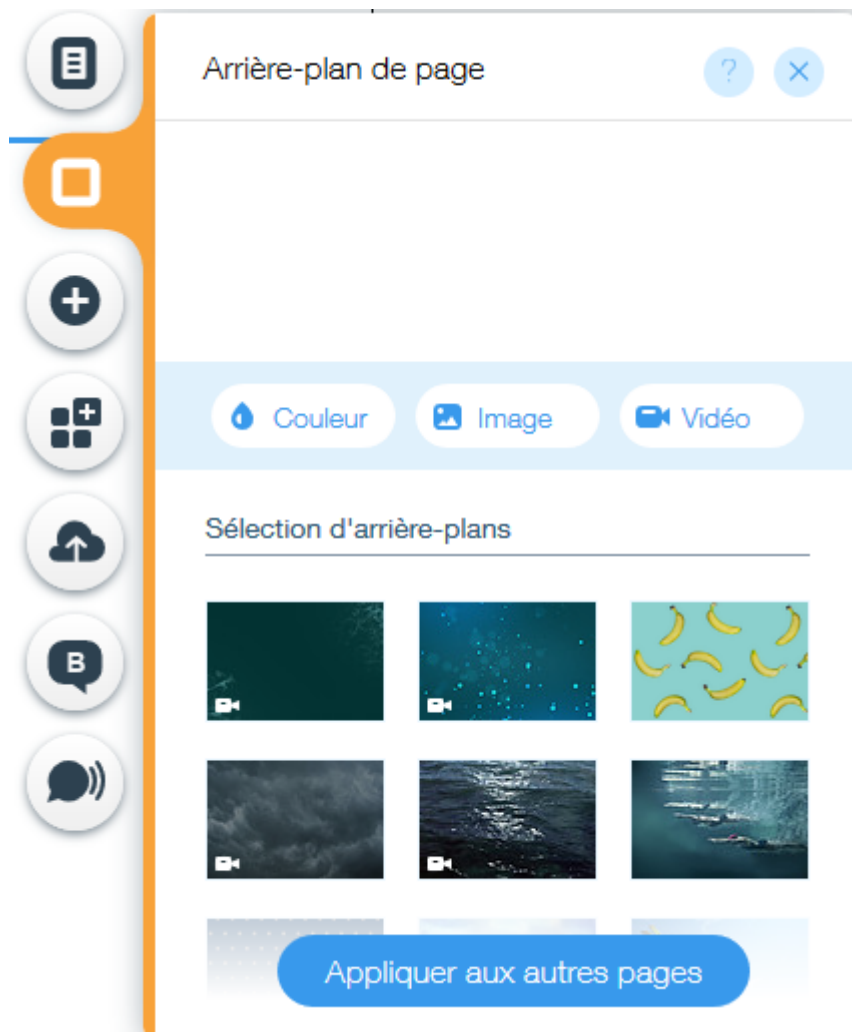 Arrière-plan de page
?
Couleur
Image
Vidéo
Sélection d'arrière-plans
B
Appliquer aux autres pages